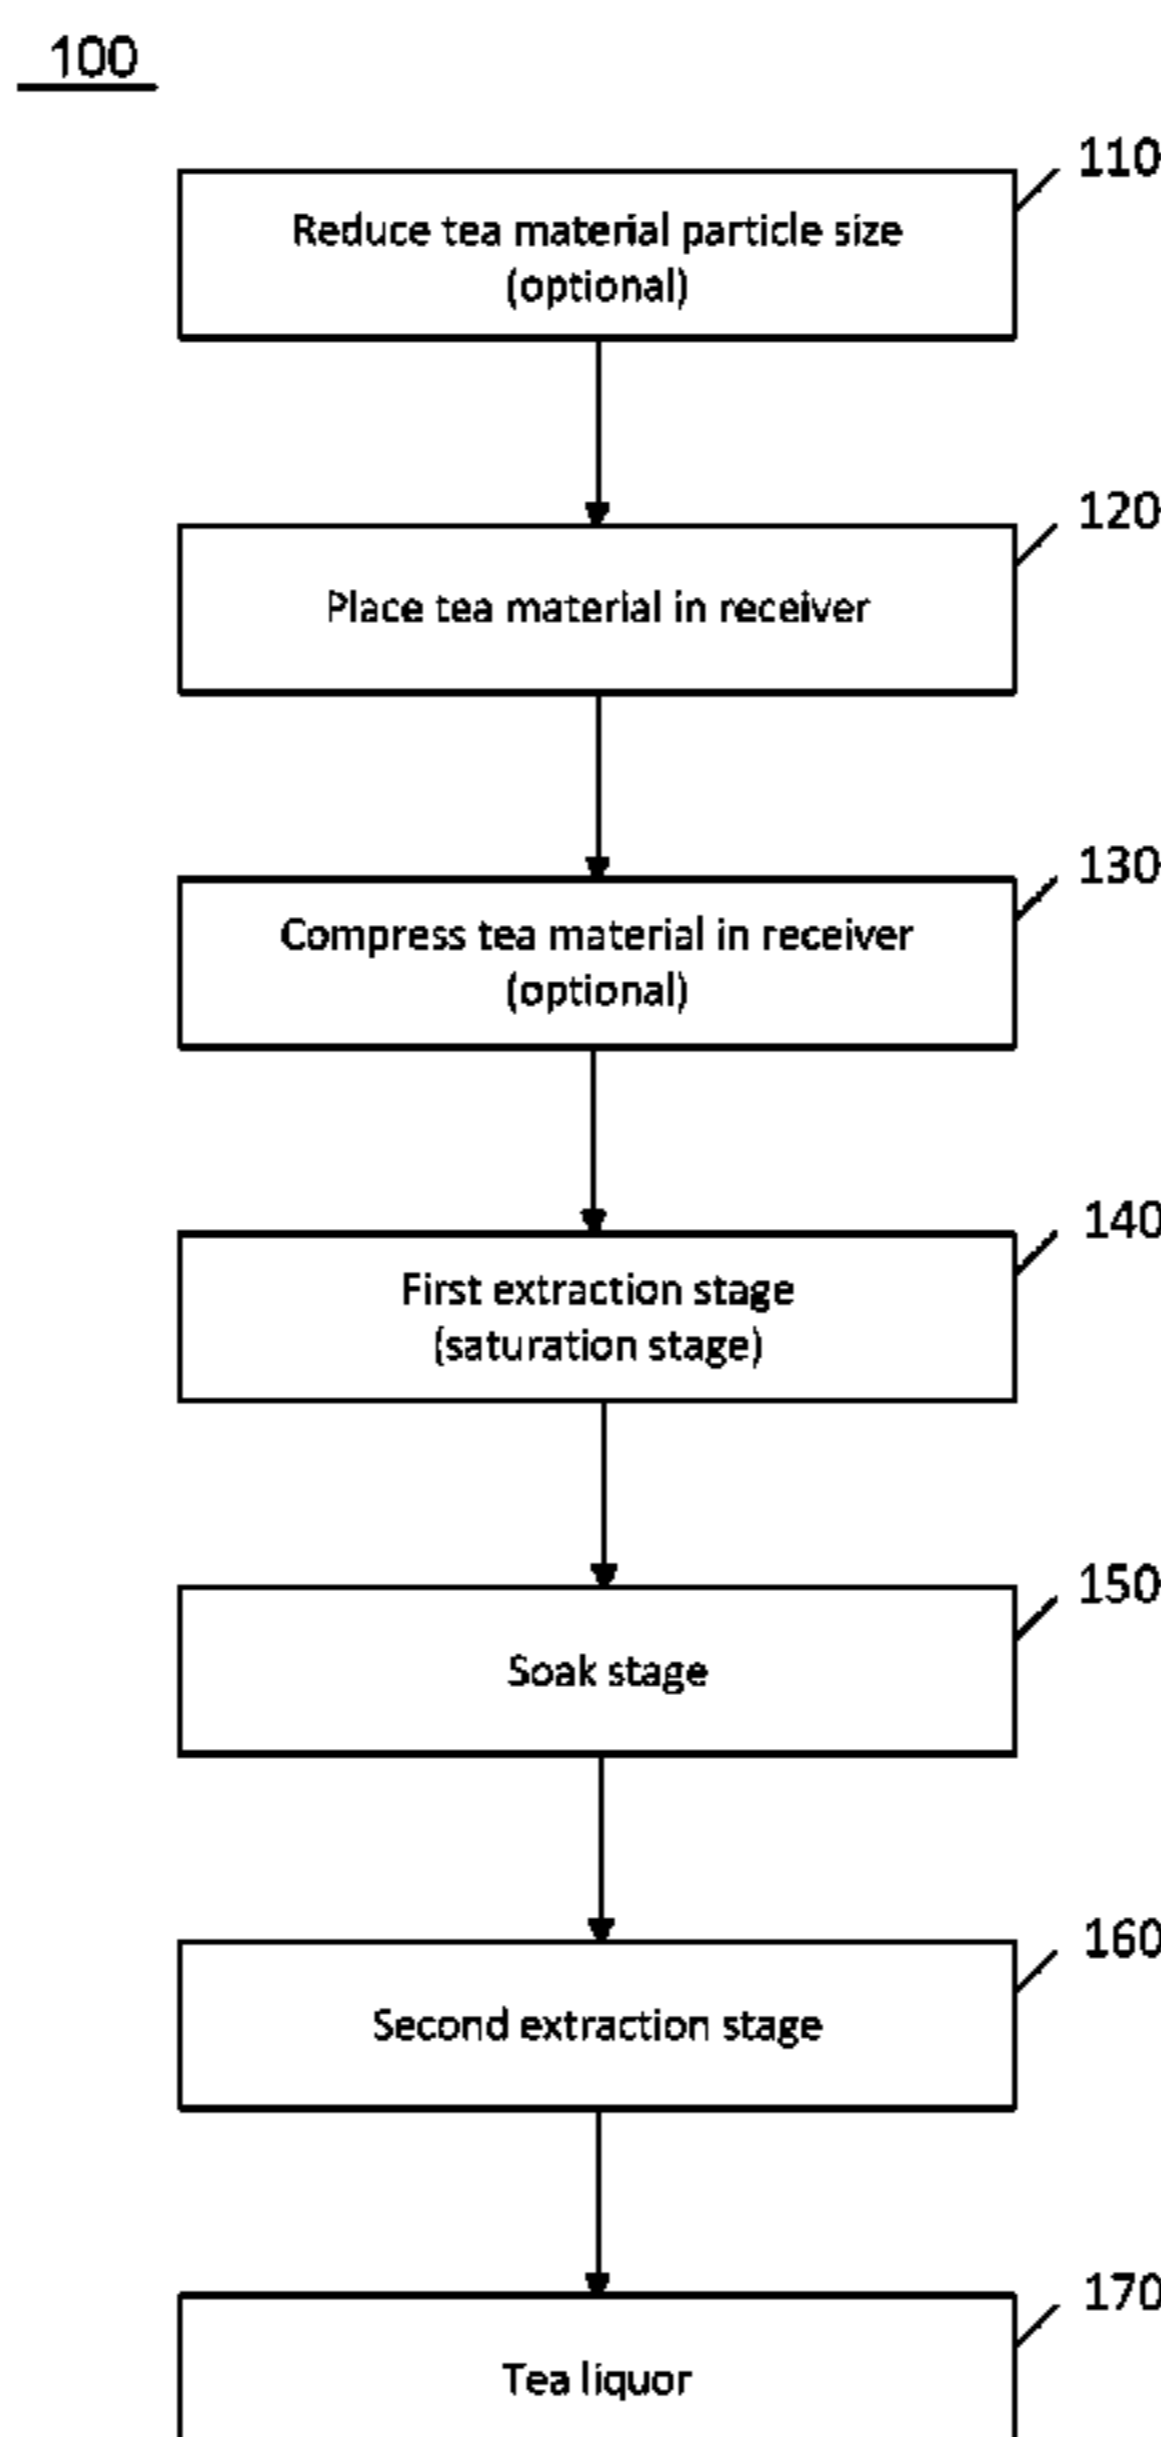 100
110
Reduce tea material particle size
(optional)
120
Place tea material in receiver
130
Compress tea material in receiver
(optional)
140
First extraction stage
(saturation stage)
150
Soak stage
160
Second extraction stage
170
Tea liquor